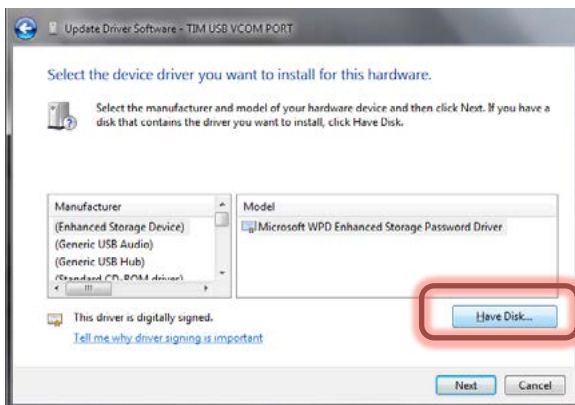 Update Driver Software - TIM USB VCOM PORT
Select the device driver you want to install for this hardware.
Select the manufacturer and model of your hardware device and then click Next. If you have a
disk that contains the driver you want to install, click Have Disk.
Manufacturer
Model
(Enhanced Storage Device)
Microsoft WPD Enhanced Storage Password Driver
(Generic USB Audio)
(Generic USB Hub)
(Standard CD-ROM driver)
Have Disk...
This driver is digitally signed.
Tell me why driver signing is important
Next
Cancel